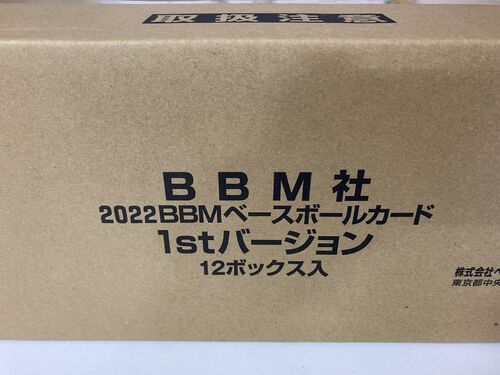 取扱注意
BBM社
2022BBMベースボールカード
1stバージョン
12ボックス入
株式会社ベ
東京都中央